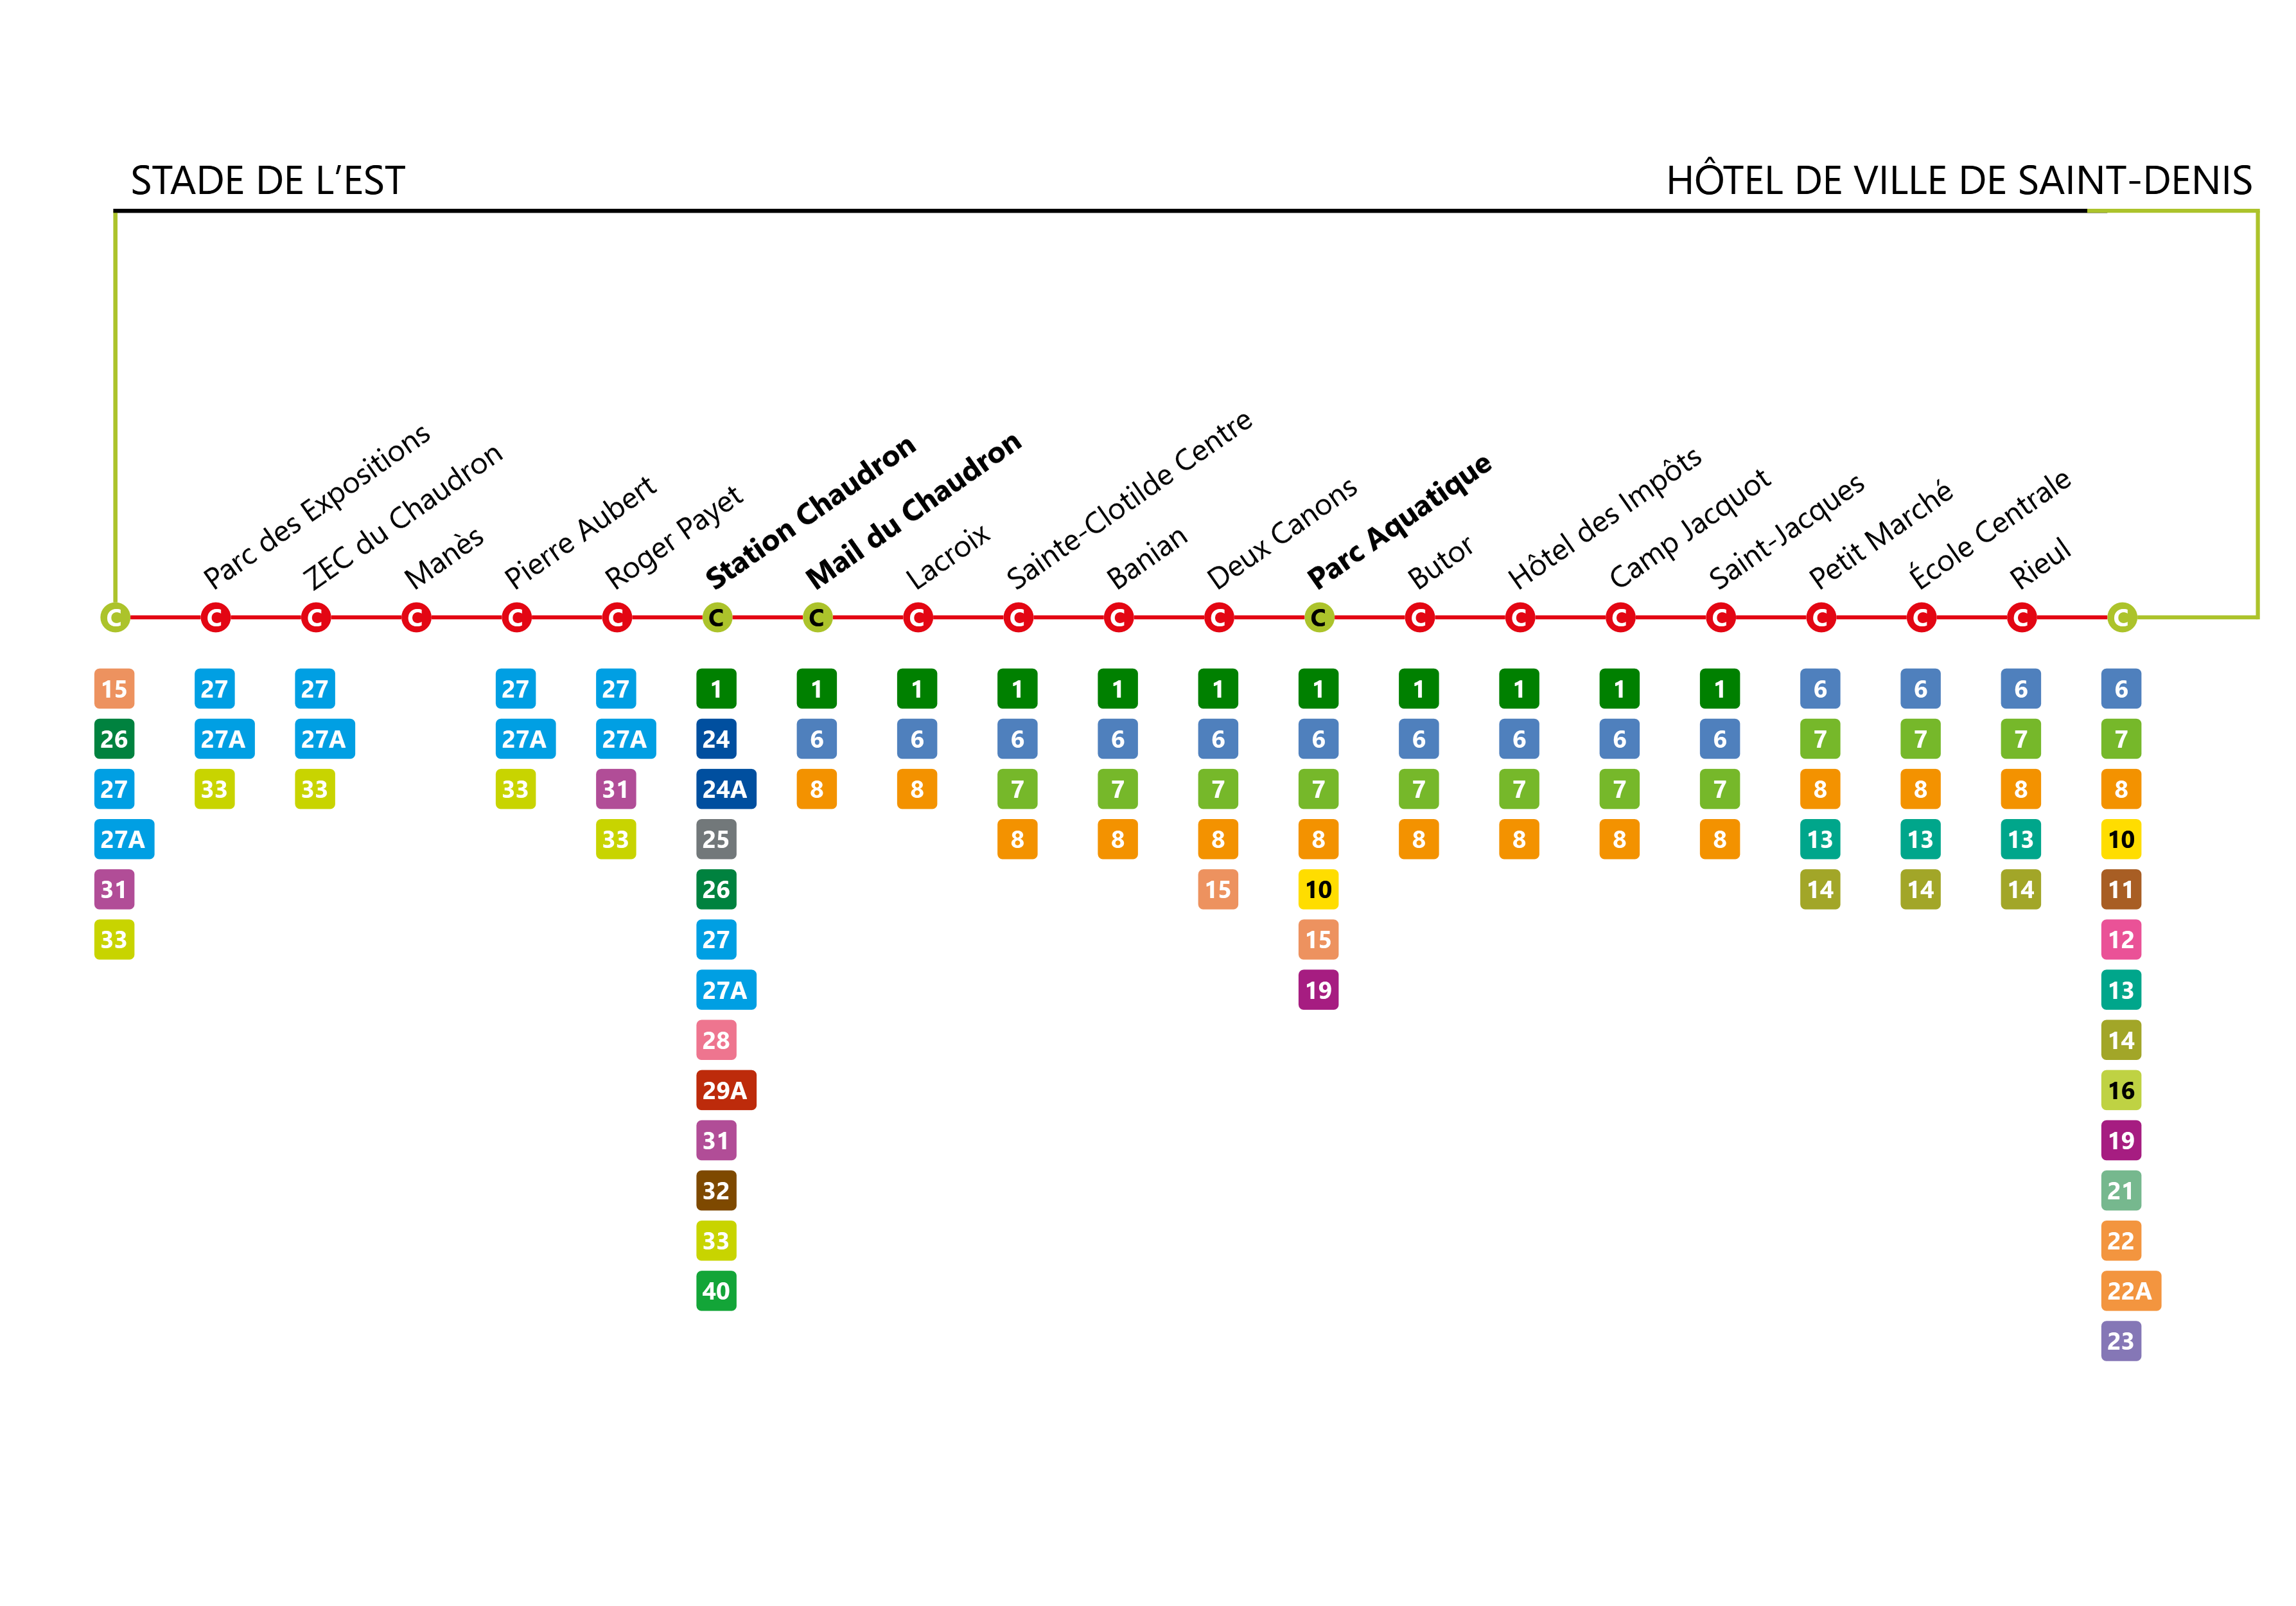 STADE DE L’EST
HÔTEL DE VILLE DE SAINT-DENIS
Parc des Expositions
ZEC du Chaudron
Manès
Pierre Aubert
Roger Payet
Station Chaudron
Mail du Chaudron
Lacroix
Sainte-Clotilde Centre
Banian
Deux Canons
Parc Aquatique
Butor
Hôtel des Impôts
Camp Jacquot
Saint-Jacques
Petit Marché
École Centrale
Rieul
C C C C C C C C C C C C C C C C C C C C C
15 27 27 27 27 1 1 1 1 1 1 1 1 1 1 1 6 6 6 6
26 27A 27A 27A 27A 24 6 6 6 6 6 6 6 6 6 6 7 7 7 7
27 33 33 33 31 24A 8 8 7 7 7 7 7 7 7 7 8 8 8 8
27A 33 25 8 8 8 8 8 8 8 8 13 13 13 10
31 26 15 10 14 14 14 11
33 27 15 12
27A 19 13
28 14
29A 16
31 19
32 21
33 22
40 22A
23